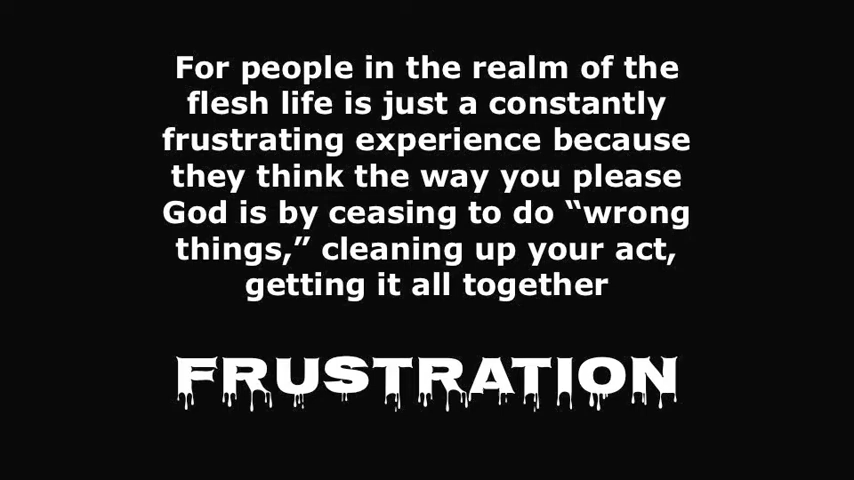 For people in the realm of the
flesh life is just a constantly
frustrating experience because
they think the way you please
God is by ceasing to do “wrong
things,” cleaning up your act,
getting it all together
FRUSTRATION